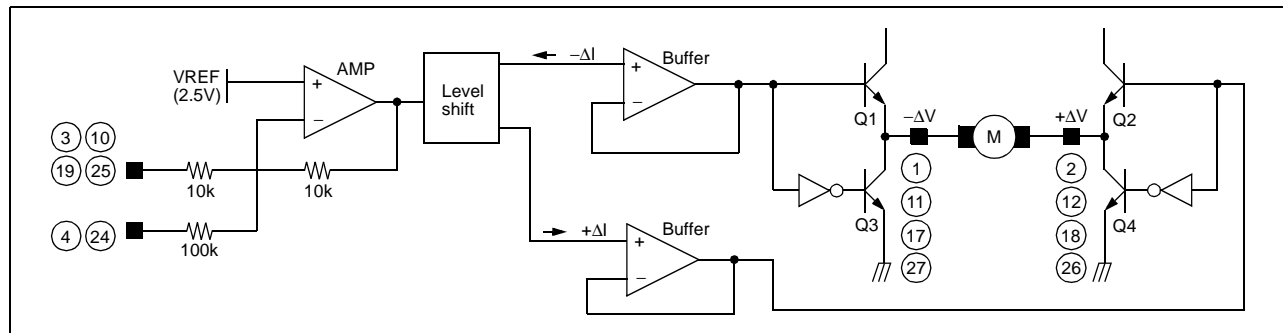 AMP
VREF
(2.5V)
+
−
Level
shift
−ΔI
Buffer
+
−
Q1
−ΔV
M
+ΔV
Q2
3 10
19 25
10k
10k
4 24
100k
+ΔI
Buffer
+
−
Q3
1
11
17
27
2
12
18
26
Q4